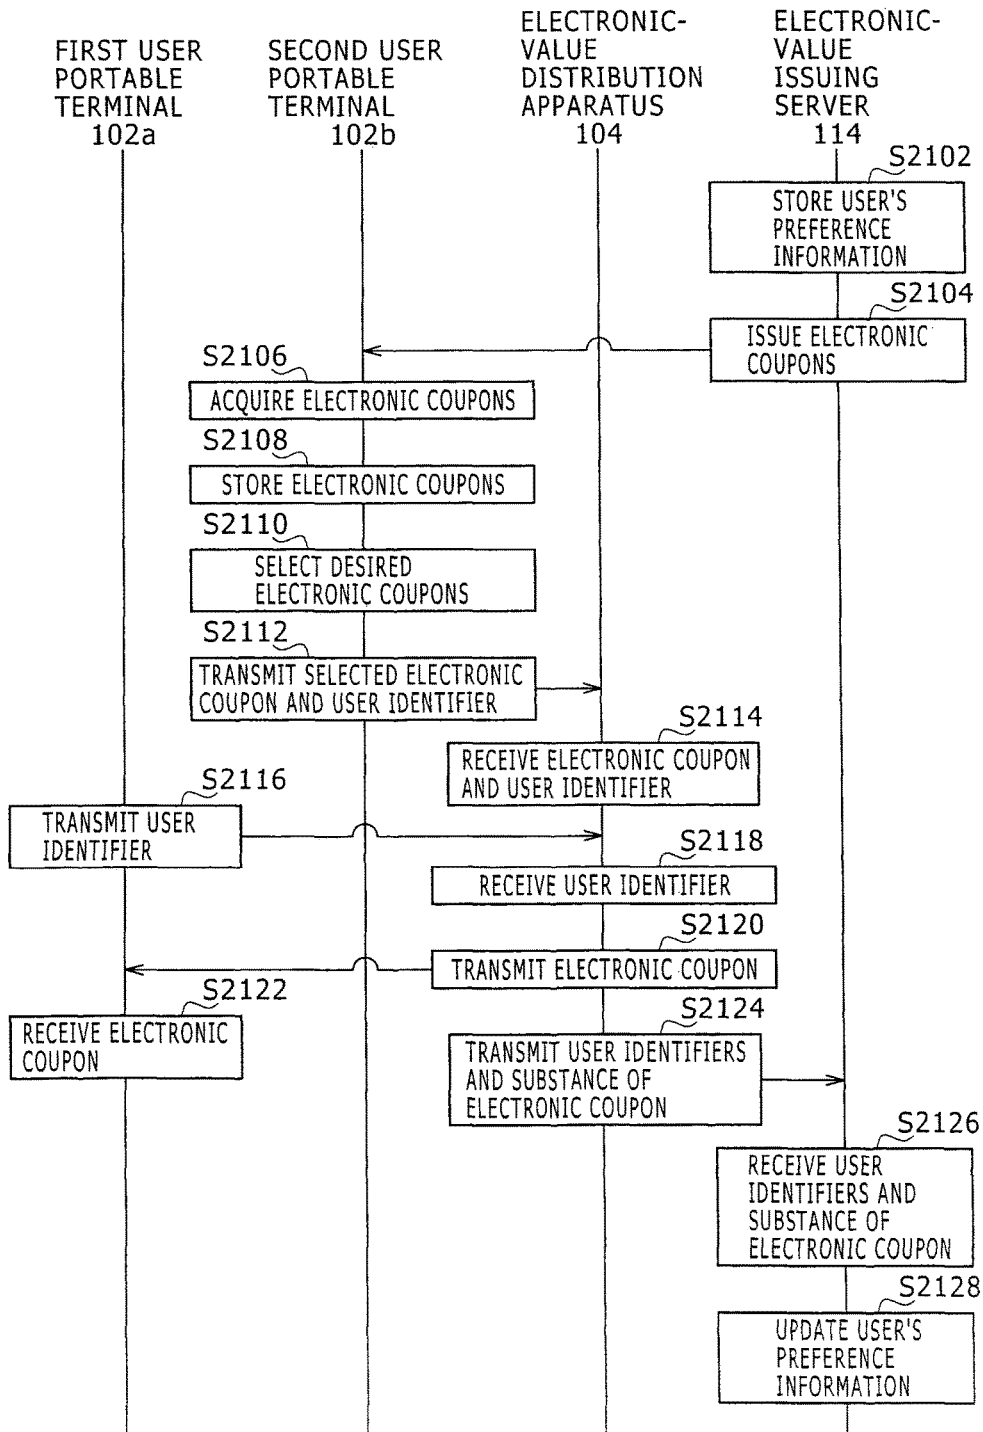 FIRST USER
PORTABLE
TERMINAL
102a
SECOND USER
PORTABLE
TERMINAL
102b
ELECTRONIC-
VALUE
DISTRIBUTION
APPARATUS
104
ELECTRONIC-
VALUE
ISSUING
SERVER
114
S2102
STORE USER'S
PREFERENCE
INFORMATION
S2104
ISSUE ELECTRONIC
COUPONS
S2106
ACQUIRE ELECTRONIC COUPONS
S2108
STORE ELECTRONIC COUPONS
S2110
SELECT DESIRED
ELECTRONIC COUPONS
S2112
TRANSMIT SELECTED ELECTRONIC
COUPON AND USER IDENTIFIER
S2114
RECEIVE ELECTRONIC COUPON
AND USER IDENTIFIER
S2116
TRANSMIT USER
IDENTIFIER
S2118
RECEIVE USER IDENTIFIER
S2120
TRANSMIT ELECTRONIC COUPON
S2122
RECEIVE ELECTRONIC
COUPON
S2124
TRANSMIT USER IDENTIFIERS
AND SUBSTANCE OF
ELECTRONIC COUPON
S2126
RECEIVE USER
IDENTIFIERS AND
SUBSTANCE OF
ELECTRONIC COUPON
S2128
UPDATE USER'S
PREFERENCE
INFORMATION